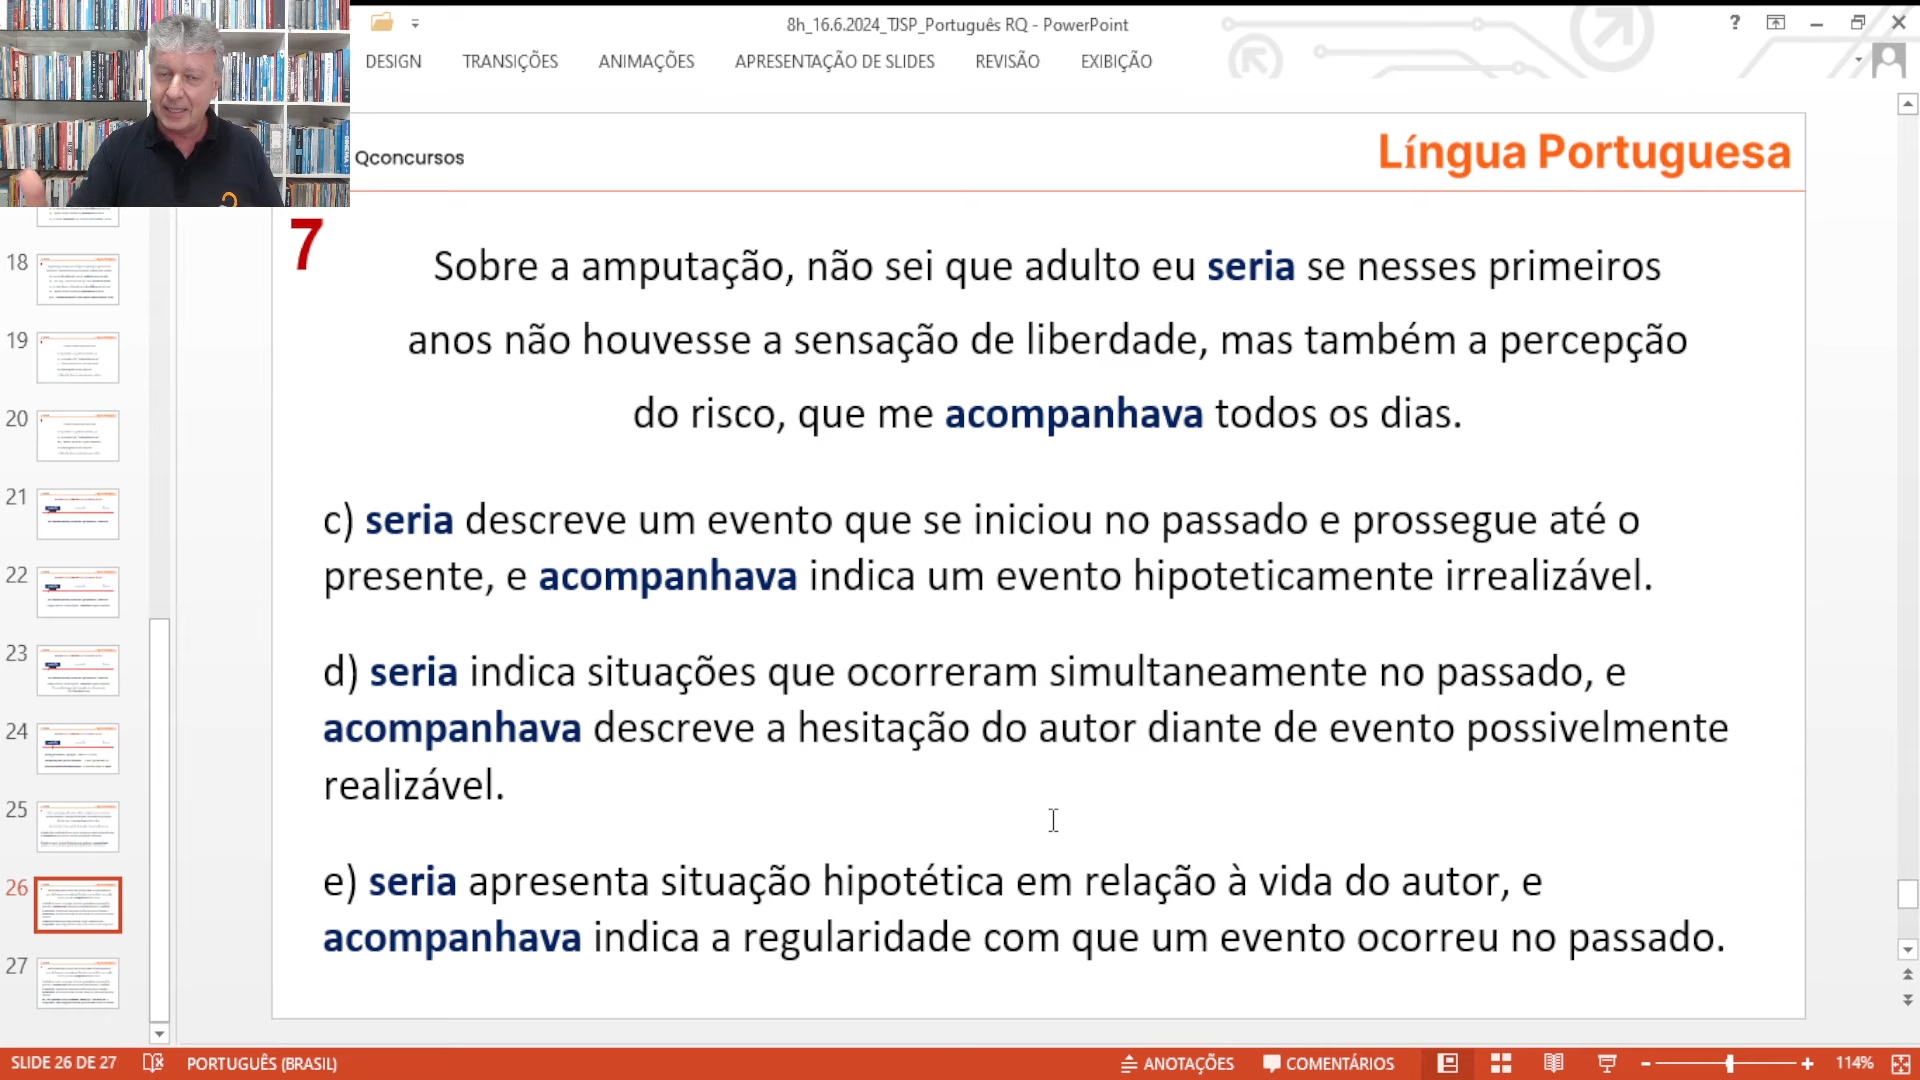 8h_16.6.2024_TJSP_Português RQ - PowerPoint
?
DESIGN TRANSIÇÕES ANIMAÇÕES APRESENTAÇÃO DE SLIDES REVISÃO EXIBIÇÃO
Qconcursos
Língua Portuguesa
7
Sobre a amputação, não sei que adulto eu seria se nesses primeiros
anos não houvesse a sensação de liberdade, mas também a percepção
do risco, que me acompanhava todos os dias.
c) seria descreve um evento que se iniciou no passado e prossegue até o
presente, e acompanhava indica um evento hipoteticamente irrealizável.
d) seria indica situações que ocorreram simultaneamente no passado, e
acompanhava descreve a hesitação do autor diante de evento possivelmente
realizável.
e) seria apresenta situação hipotética em relação à vida do autor, e
acompanhava indica a regularidade com que um evento ocorreu no passado.
18
19
20
21
22
23
24
25
26
27
SLIDE 26 DE 27 PORTUGUÊS (BRASIL) ANOTAÇÕES COMENTÁRIOS 114%